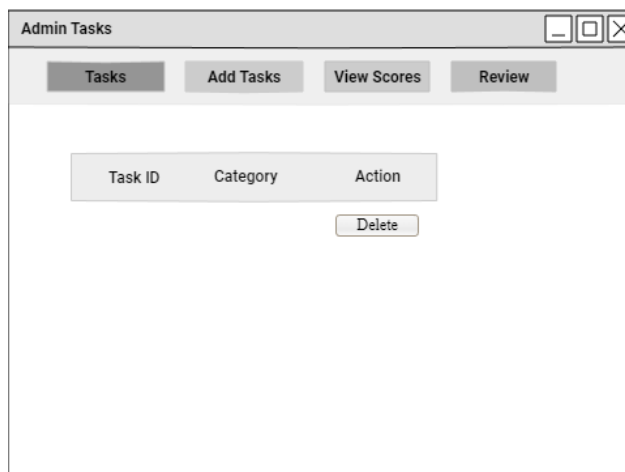 Admin Tasks
Tasks Add Tasks View Scores Review
Task ID Category Action
Delete